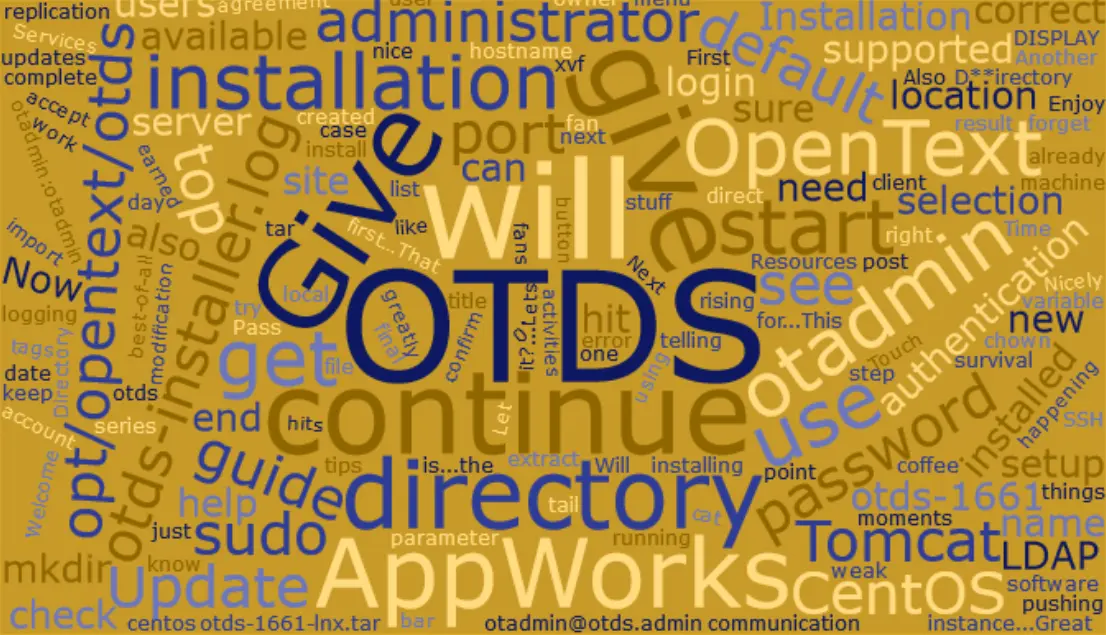 replication
users
agreement
user
owner
menu
Services
available
administrator
Installation
correct
updates
complete
nice
hostname
xvf
First
default
supported
DISPLAY
Another
installation
login
Also
D**irectory
location
Enjoy
accept
work
server
created
case
install
port
fan
next
give
sure
OpenText
result
forget
already
opt/opentext/otds
otadmin:otadmin
earned
top
otds-installer.log
site
list
can
will
button
stuff
direct
need
client
selection
machine
day
also
tar
like
Give
first...That
fans
Next
start
right
Time
import
Now
best-of-all
modification
local
try
Pass
get
file
greatly
final
title
confirm
OTDS
it?...Lets
activities
hit
error
one
using
rising
telling
Resources
post
see
for...This
otadmin
authentication
Nicely
variable
new
chown
logging
tags
Directory
date
keep
otds
account
series
end
hits
continue
Let
use
Touch
step
survival
password
installed
happening
SSH
Welcome
guide
tips
is...the
extract
Will
installing
point
coffee
setup
help
directory
tail
cat
otds-1661
things
just
sudo
parameter
running
moments
name
Tomcat
LDAP
mkdir
know
Update
AppWorks
weak
CentOS
software
pushing
check
centos
otds-1661-lnx.tar
bar
otadmin@otds.admin
communication
instance...Great